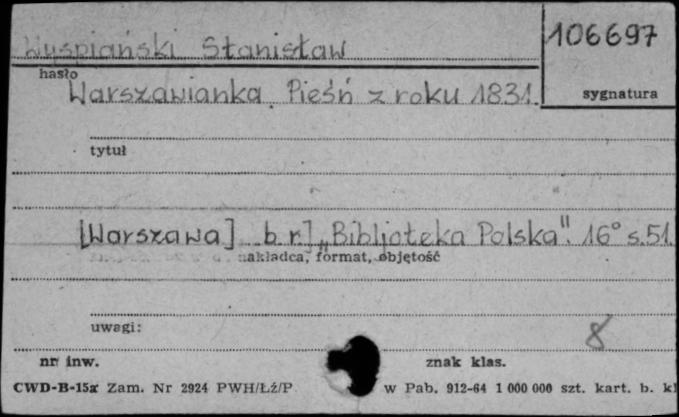 Wyspiański Stanisław
106697
hasło
sygnatura
Warszawianka. Pieśń z roku 1831.
tytuł
[Warszawa] b. r.] „Biblioteka Polska". 16° s.51.
nakładca, format, objętość
uwagi:
8
nr inw.
znak klas.
CWD-B-15a Zam. Nr 2924 PWH/Łź/P
w Pab. 912-64 1 000 000 szt. kart. b. kl